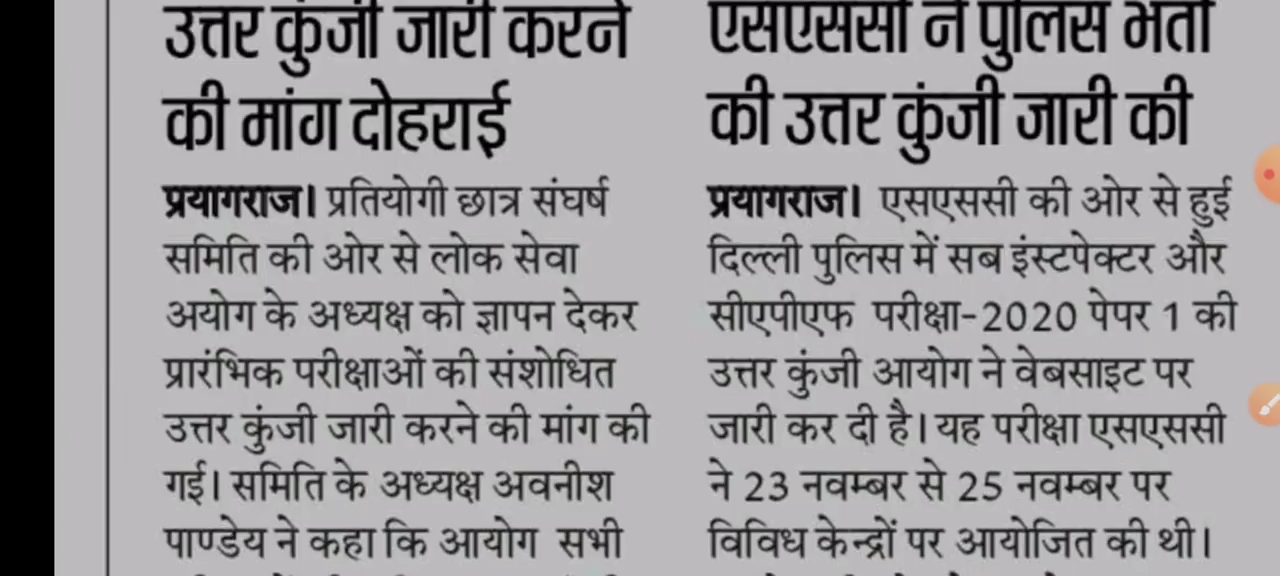 उत्तर कुंजी जारी करने
की मांग दोहराई
प्रयागराज। प्रतियोगी छात्र संघर्ष
समिति की ओर से लोक सेवा
अयोग के अध्यक्ष को ज्ञापन देकर
प्रारंभिक परीक्षाओं की संशोधित
उत्तर कुंजी जारी करने की मांग की
गई। समिति के अध्यक्ष अवनीश
पाण्डेय ने कहा कि आयोग सभी
एसएससी ने पुलिस भर्ती
की उत्तर कुंजी जारी की
प्रयागराज। एसएससी की ओर से हुई
दिल्ली पुलिस में सब इंस्टपेक्टर और
सीएपीएफ परीक्षा-2020 पेपर 1 की
उत्तर कुंजी आयोग ने वेबसाइट पर
जारी कर दी है। यह परीक्षा एसएससी
ने 23 नवम्बर से 25 नवम्बर पर
विविध केन्द्रों पर आयोजित की थी।